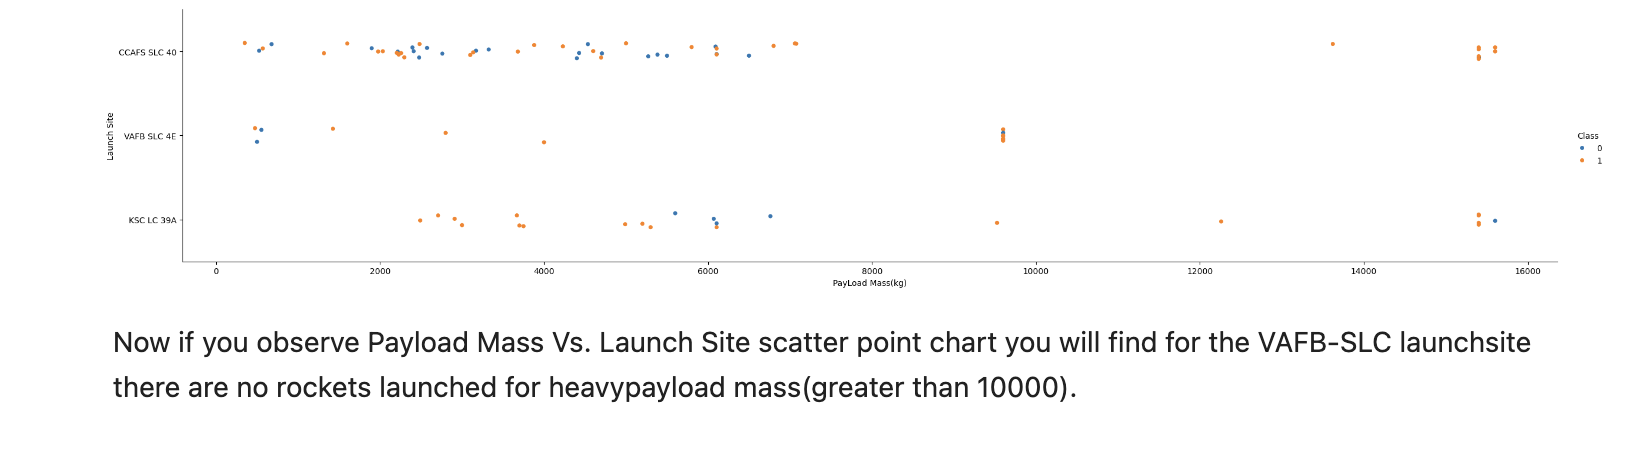 CCAFS SLC 40
VAFB SLC 4E
KSC LC 39A
Launch Site
0 2000 4000 6000 8000 10000 12000 14000 16000
PayLoad Mass(kg)
Class
0
1
Now if you observe Payload Mass Vs. Launch Site scatter point chart you will find for the VAFB-SLC launchsite
there are no rockets launched for heavypayload mass(greater than 10000).